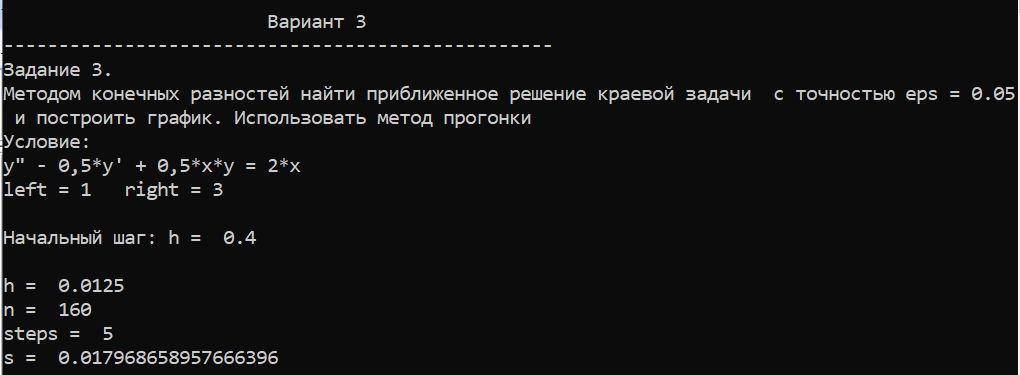 Вариант 3
--------------------------------------------------
Задание 3.
Методом конечных разностей найти приближенное решение краевой задачи  с точностью eps = 0.05
 и построить график. Использовать метод прогонки
Условие:
y" - 0,5*y' + 0,5*x*y = 2*x
left = 1   right = 3
Начальный шаг: h =  0.4
h =  0.0125
n =  160
steps =  5
s =  0.017968658957666396